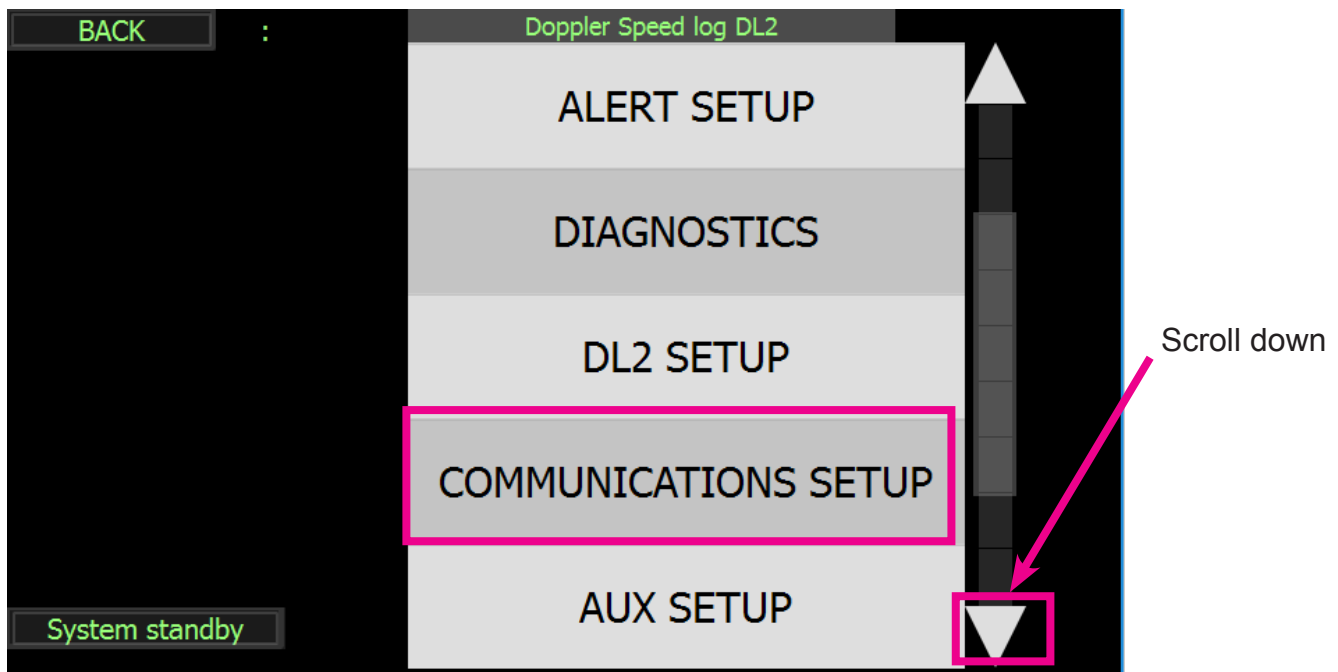 BACK : Doppler Speed log DL2
ALERT SETUP
DIAGNOSTICS
DL2 SETUP
Scroll down
COMMUNICATIONS SETUP
AUX SETUP
System standby